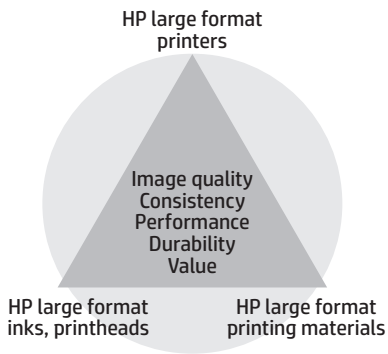 HP large format
printers
Image quality
Consistency
Performance
Durability
Value
HP large format
inks, printheads
HP large format
printing materials